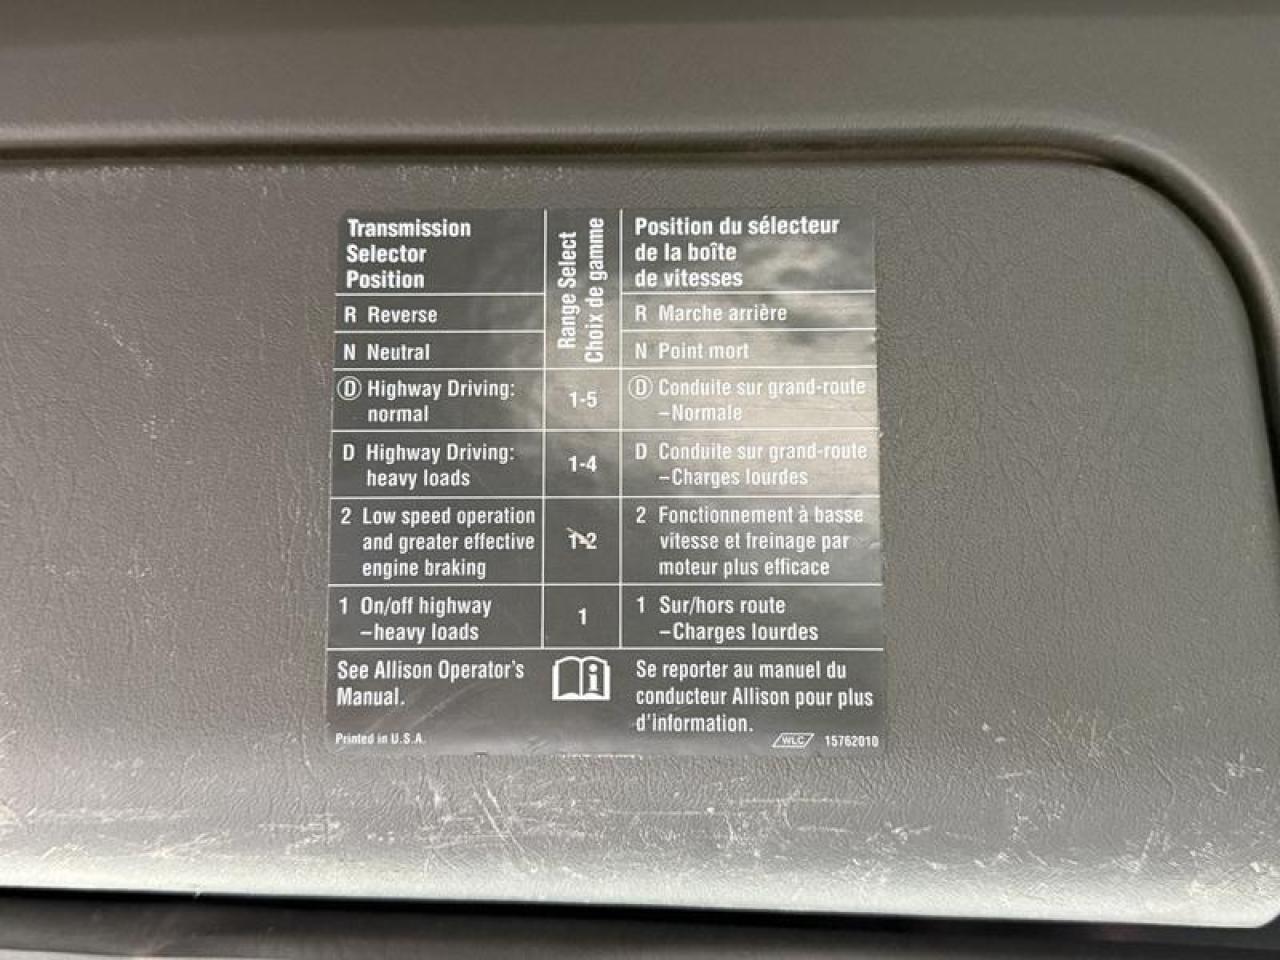 Transmission
Selector
Position
Range Select
Choix de gamme
Position du sélecteur
de la boîte
de vitesses
R Reverse
R Marche arrière
N Neutral
N Point mort
D Highway Driving:
normal
1-5
D Conduite sur grand-route
–Normale
D Highway Driving:
heavy loads
1-4
D Conduite sur grand-route
–Charges lourdes
2 Low speed operation
and greater effective
engine braking
1-2
2 Fonctionnement à basse
vitesse et freinage par
moteur plus efficace
1 On/off highway
–heavy loads
1
1 Sur/hors route
–Charges lourdes
See Allison Operator's
Manual.
i
Se reporter au manuel du
conducteur Allison pour plus
d'information.
Printed in U.S.A.
WLC 15762010